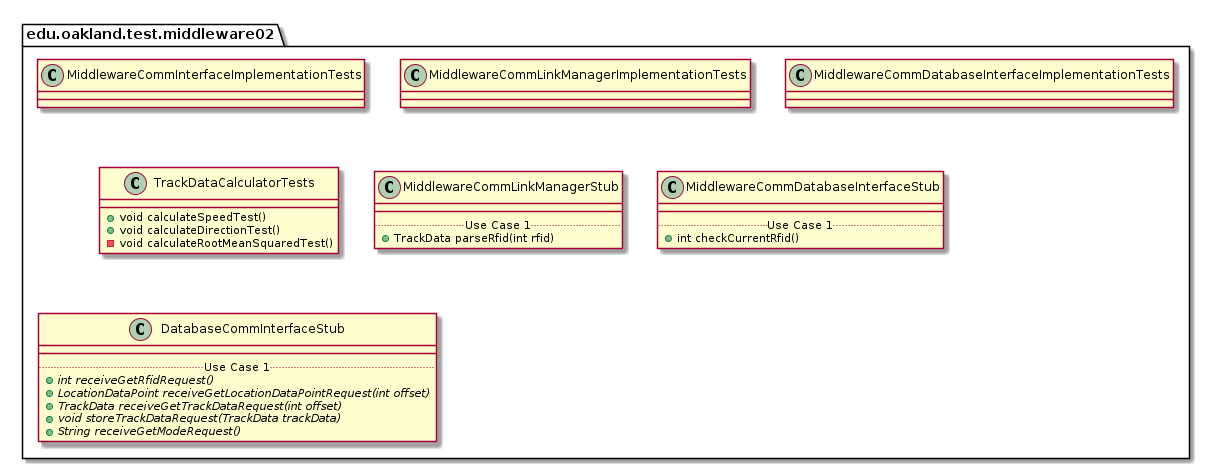 edu.oakland.test.middleware02
C MiddlewareCommInterfaceImplementationTests
C MiddlewareCommLinkManagerImplementationTests
C MiddlewareCommDatabaseInterfaceImplementationTests
C TrackDataCalculatorTests
void calculateSpeedTest()
void calculateDirectionTest()
void calculateRootMeanSquaredTest()
C MiddlewareCommLinkManagerStub
Use Case 1
TrackData parseRfid(int rfid)
C MiddlewareCommDatabaseInterfaceStub
Use Case 1
int checkCurrentRfid()
C DatabaseCommInterfaceStub
Use Case 1
int receiveGetRfidRequest()
LocationDataPoint receiveGetLocationDataPointRequest(int offset)
TrackData receiveGetTrackDataRequest(int offset)
void storeTrackDataRequest(TrackData trackData)
String receiveGetModeRequest()